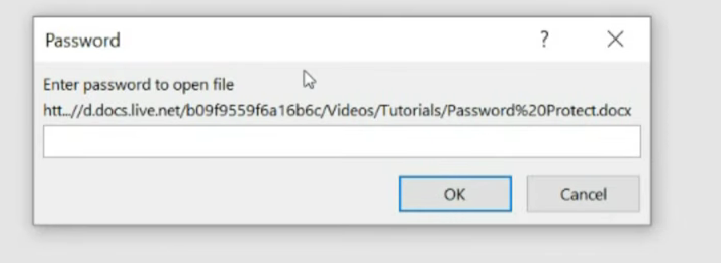 Password ?
Enter password to open file
htt...//d.docs.live.net/b09f9559f6a16b6c/Videos/Tutorials/Password%20Protect.docx
OK Cancel